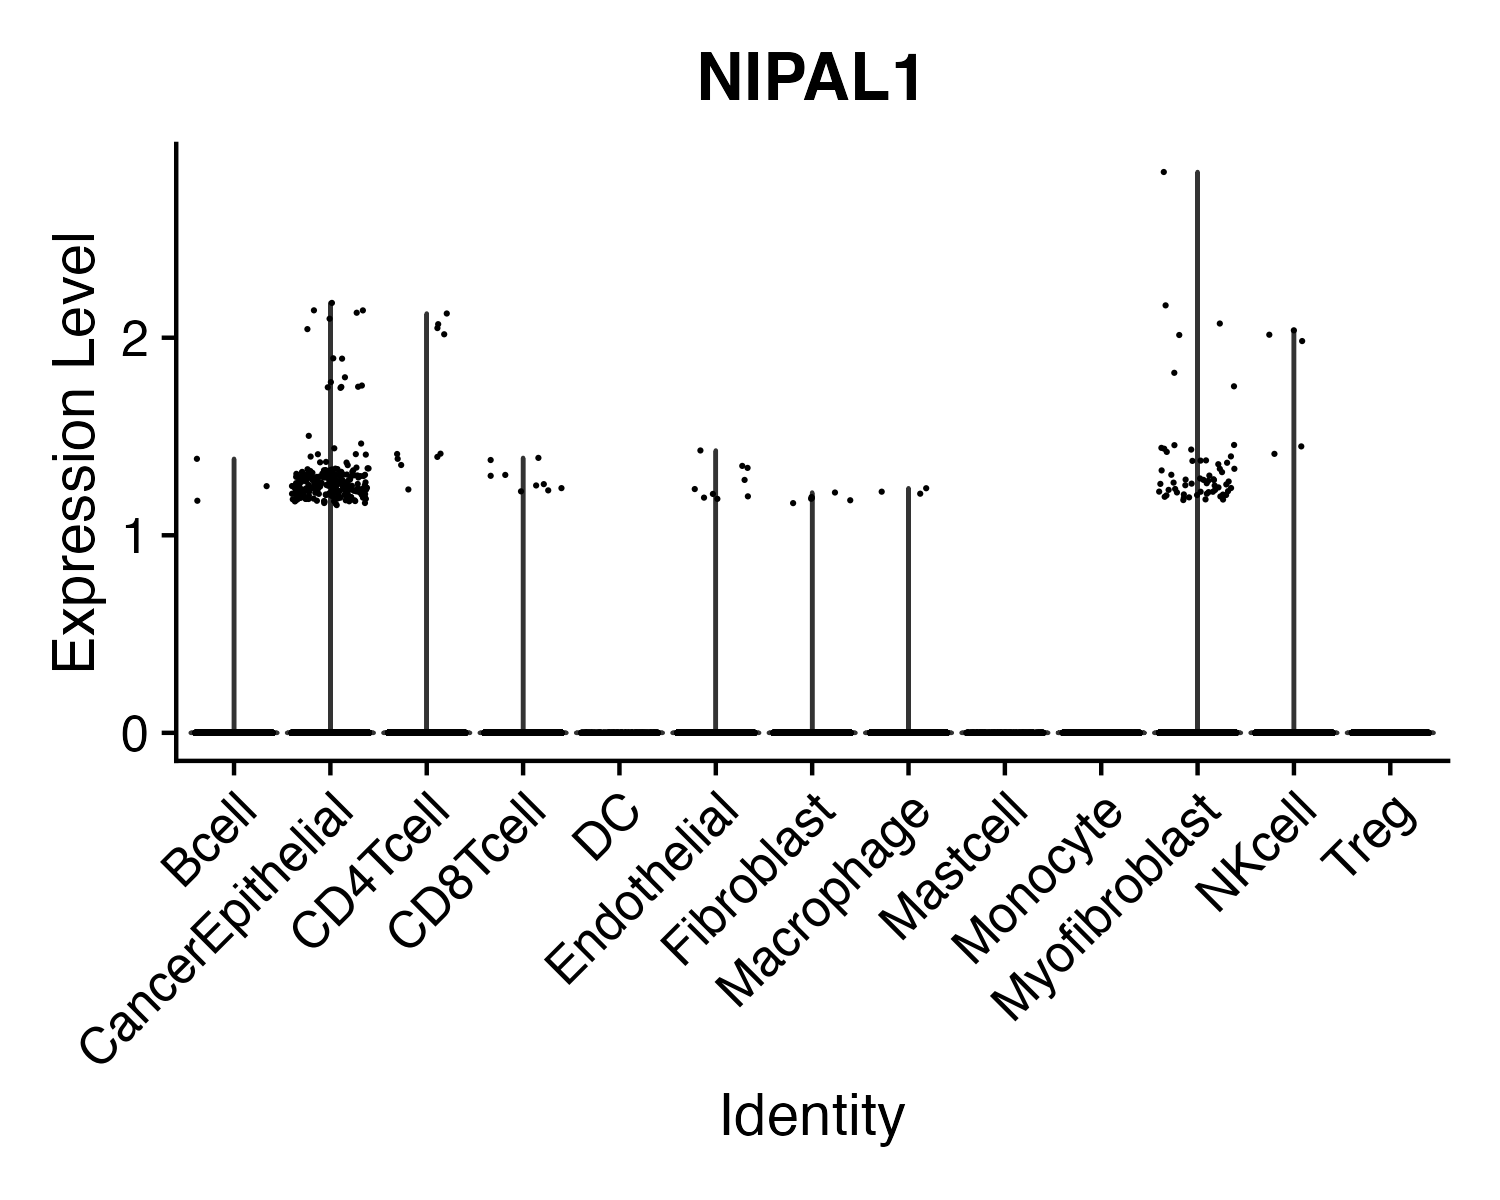 NIPAL1
Expression Level
2
1
0
Bcell
CancerEpithelial
CD4Tcell
CD8Tcell
DC
Endothelial
Fibroblast
Macrophage
Mastcell
Monocyte
Myofibroblast
NKcell
Treg
Identity